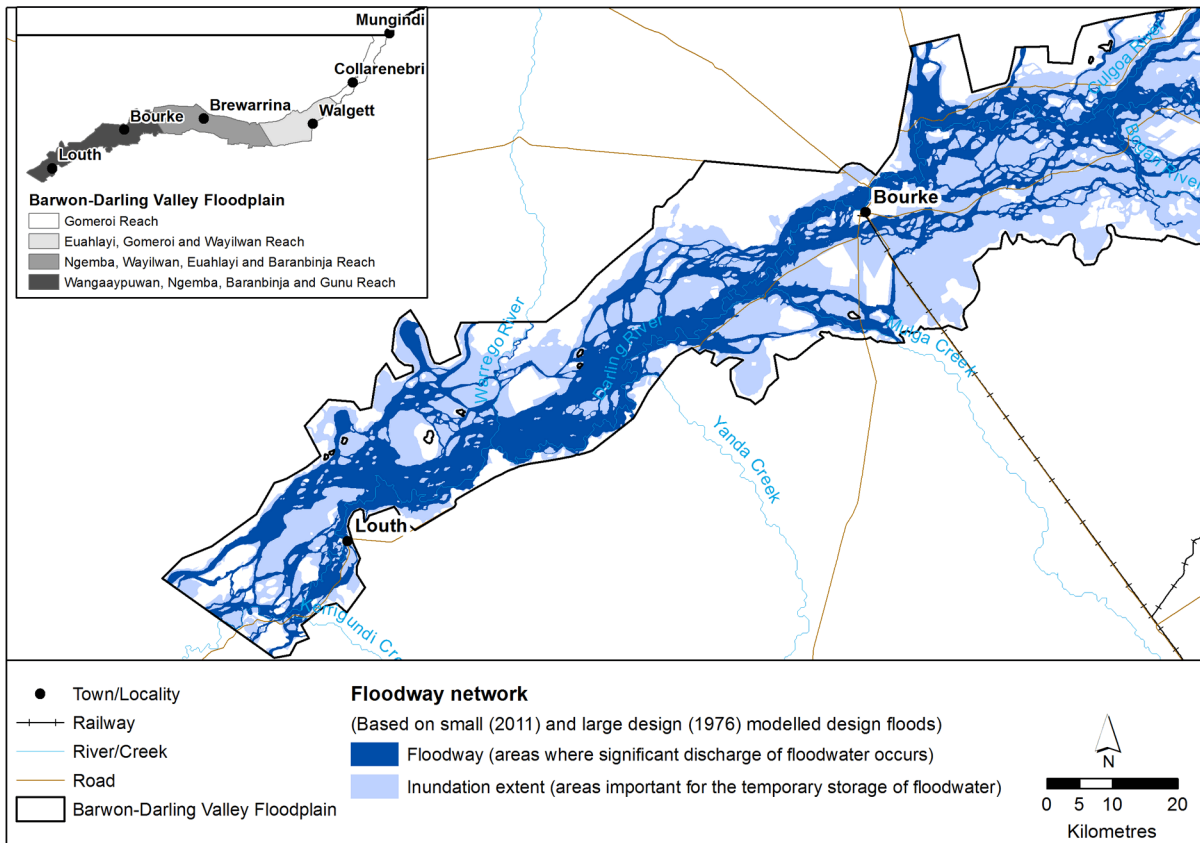 Mungindi
Collarenebri
Brewarrina
Bourke
Walgett
Louth
Barwon-Darling Valley Floodplain
Gomeroi Reach
Euahlayi, Gomeroi and Wayilwan Reach
Ngemba, Wayilwan, Euahlayi and Baranbinja Reach
Wangaaypuwan, Ngemba, Baranbinja and Gunu Reach
Culgoa River
Bogan River
Bourke
Warrego River
Darling River
Mulga Creek
Yanda Creek
Louth
Kerrigundi Cre
Town/Locality
Railway
River/Creek
Road
Barwon-Darling Valley Floodplain
Floodway network
(Based on small (2011) and large design (1976) modelled design floods)
Floodway (areas where significant discharge of floodwater occurs)
Inundation extent (areas important for the temporary storage of floodwater)
N
0 5 10 20
Kilometres